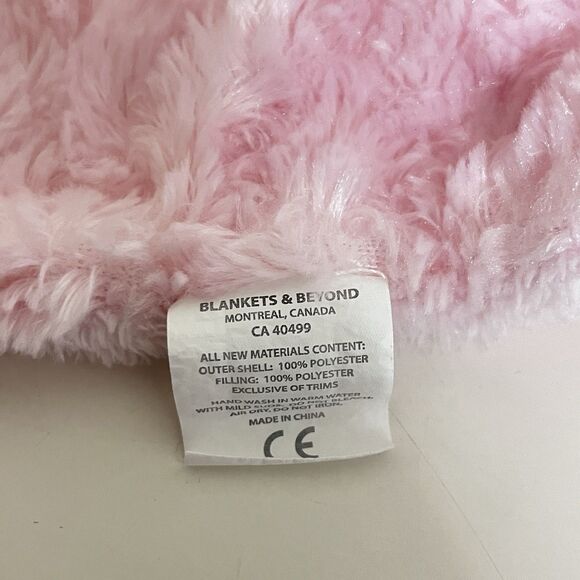 BLANKETS & BEYOND
MONTREAL, CANADA
CA 40499
ALL NEW MATERIALS CONTENT:
OUTER SHELL: 100% POLYESTER
FILLING: 100% POLYESTER
EXCLUSIVE OF TRIMS
HAND WASH IN WARM WATER
WITH MILD SUDS. DO NOT BLEACH,
AIR DRY, DO NOT IRON.
MADE IN CHINA
CE